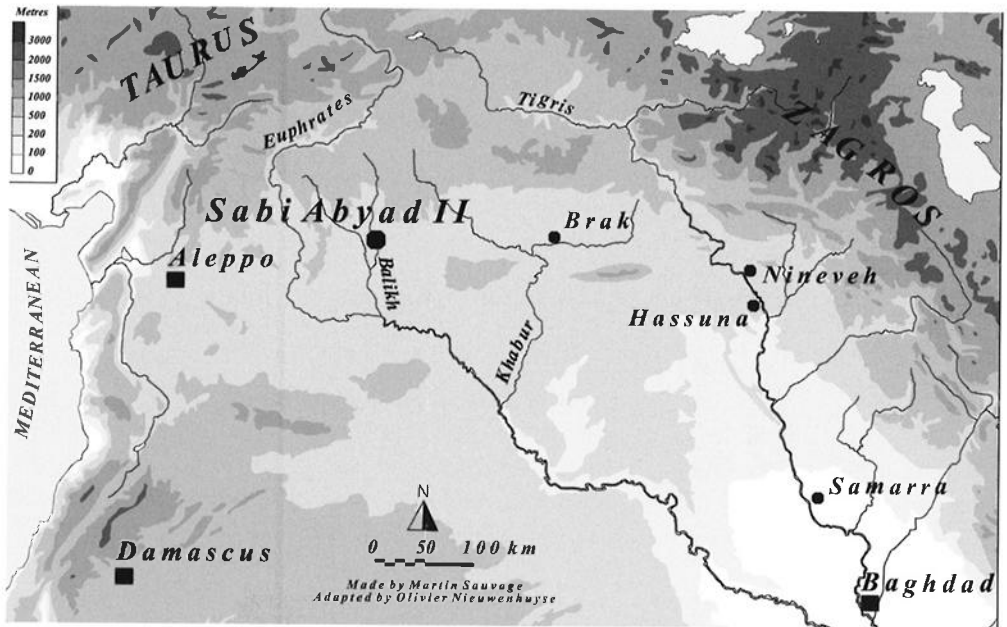 Metres
3000
2000
1500
1000
500
200
100
0
TAURUS
Euphrates
Tigris
ZAGROS
Sabi Abyad II
Brak
Aleppo
Balikh
Nineveh
Hassuna
Khabur
MEDITERRANEAN
Samarra
N
0 50 100 km
Damascus
Made by Martin Sauvage
Adapted by Olivier Nieuwenhuyse
Baghdad